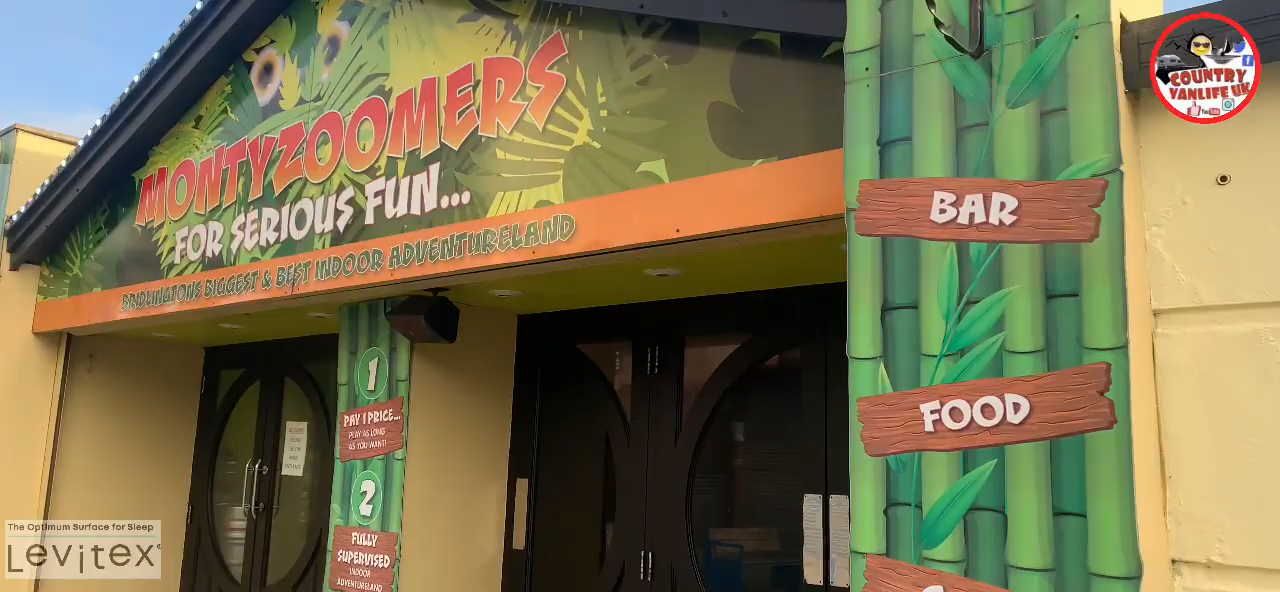 MONTYZOOMERS
FOR SERIOUS FUN...
BRIDLINGTONS BIGGEST & BEST INDOOR ADVENTURELAND
1
PAY 1 PRICE...
PLAY AS LONG
AS YOU WANT!
2
FULLY
SUPERVISED
INDOOR
ADVENTURELAND
BAR
FOOD
COUNTRY
VANLIFE UK
The Optimum Surface for Sleep
Levitex